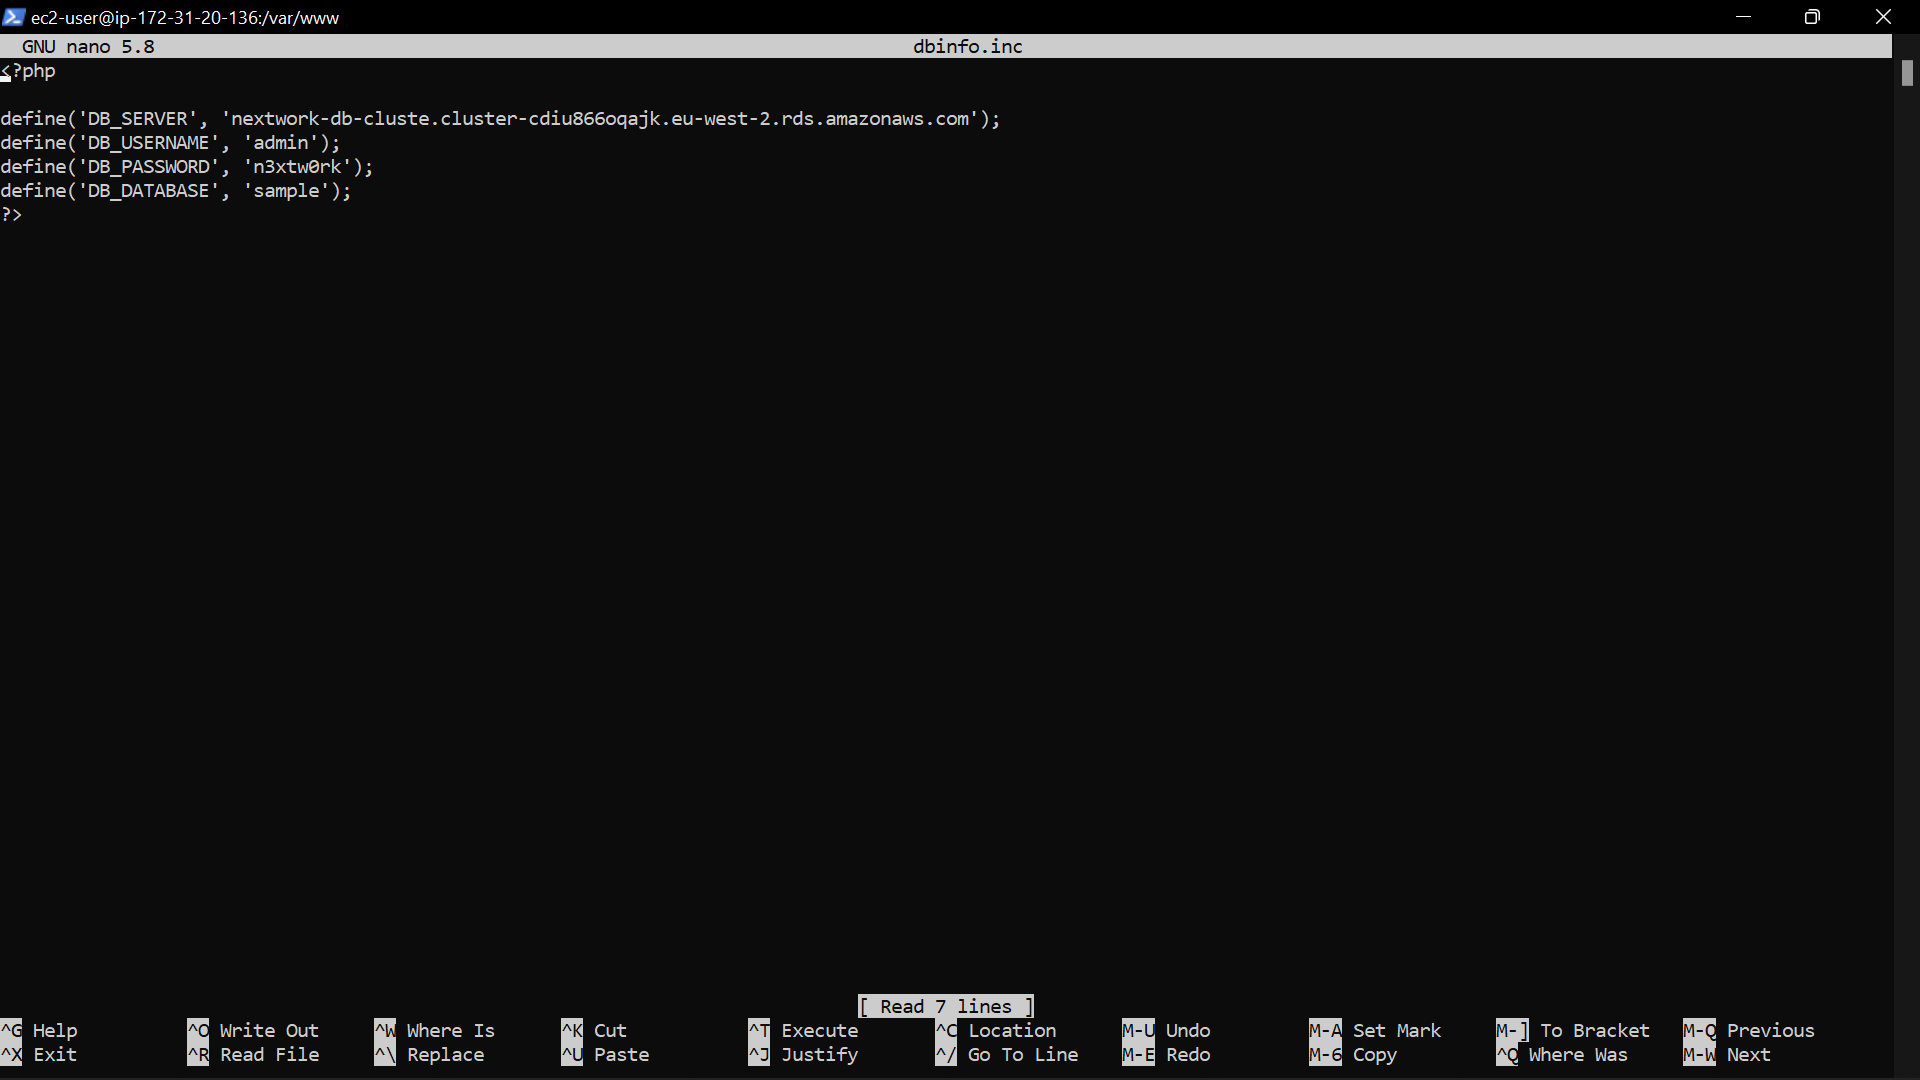 ec2-user@ip-172-31-20-136:/var/www
GNU nano 5.8 dbinfo.inc
<?php
define('DB_SERVER', 'nextwork-db-cluste.cluster-cdiu866oqajk.eu-west-2.rds.amazonaws.com');
define('DB_USERNAME', 'admin');
define('DB_PASSWORD', 'n3xtw0rk');
define('DB_DATABASE', 'sample');
?>
[ Read 7 lines ]
^G Help ^O Write Out ^W Where Is ^K Cut ^T Execute ^C Location M-U Undo M-A Set Mark M-] To Bracket M-Q Previous
^X Exit ^R Read File ^\ Replace ^U Paste ^J Justify ^/ Go To Line M-E Redo M-6 Copy ^Q Where Was M-W Next